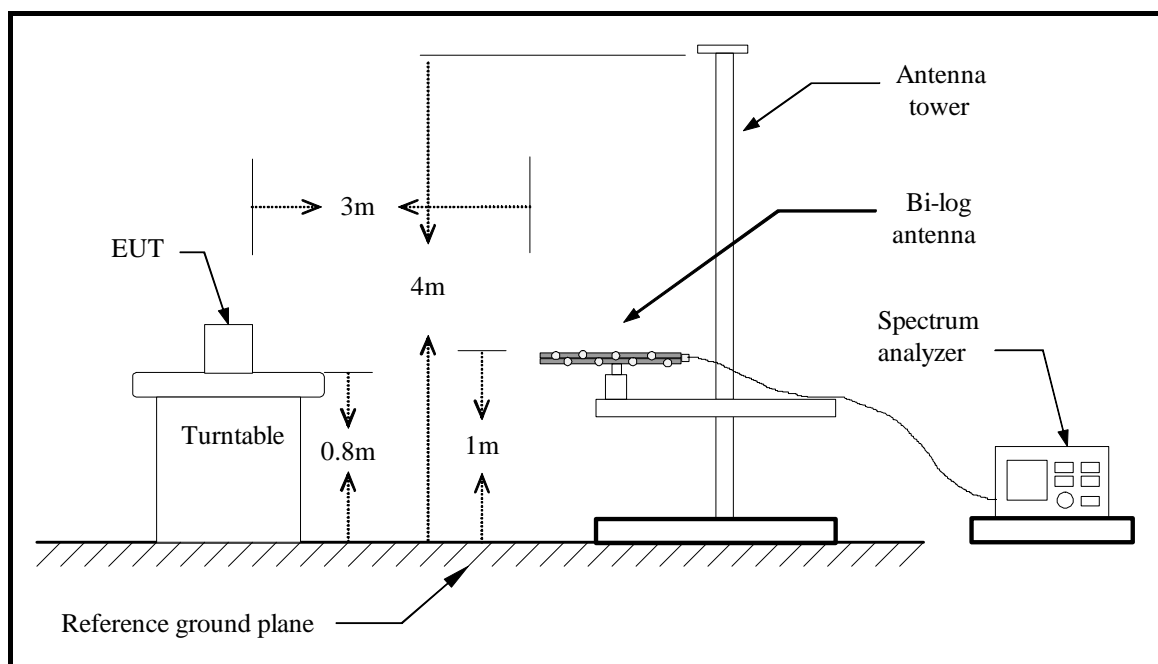 Antenna
tower
3m
Bi-log
antenna
EUT
4m
Spectrum
analyzer
Turntable
0.8m
1m
Reference ground plane